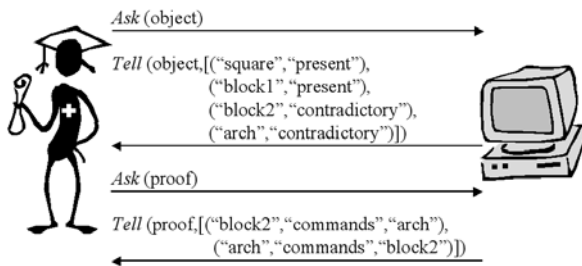 Ask (object)
Tell (object,[(“square”,“present”),
(“block1”,“present”),
(“block2”,“contradictory”),
(“arch”,“contradictory”)])
Ask (proof)
Tell (proof,[(“block2”,“commands”,“arch”),
(“arch”,“commands”,“block2”)])